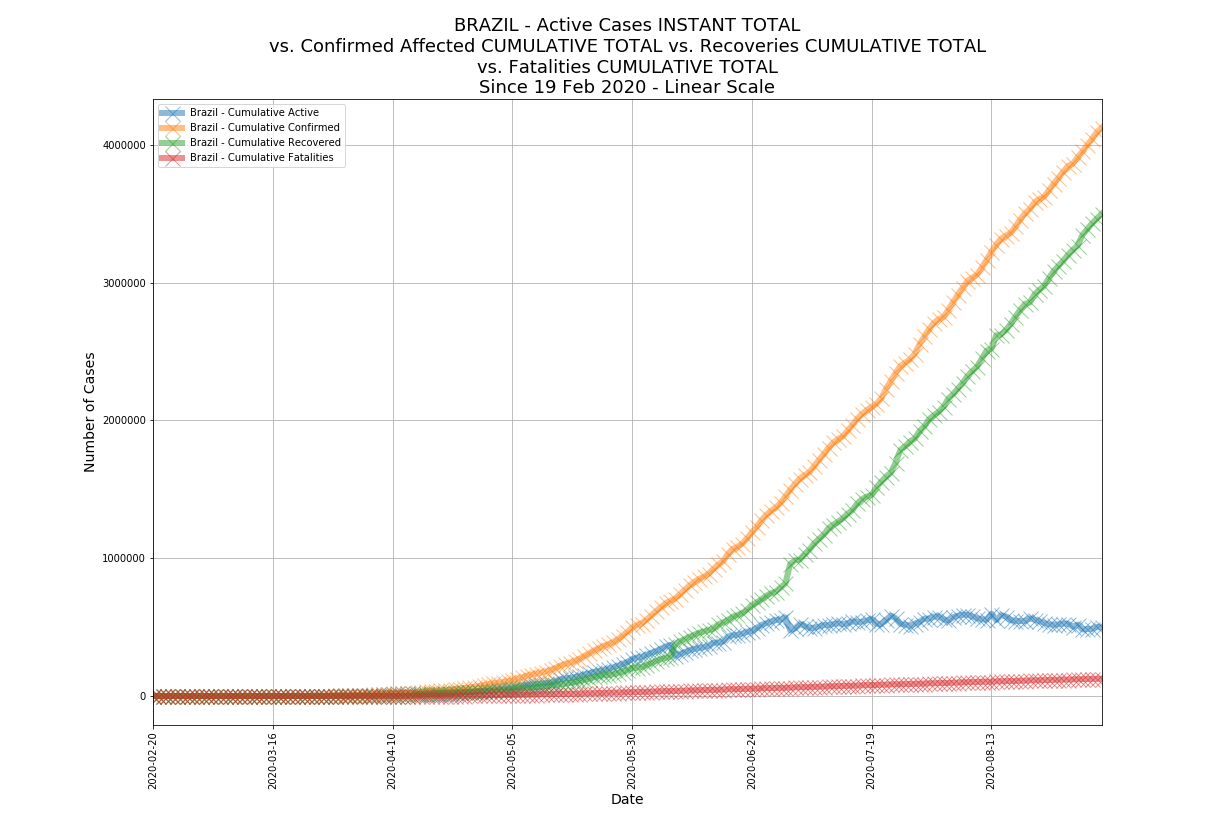 BRAZIL - Active Cases INSTANT TOTAL
vs. Confirmed Affected CUMULATIVE TOTAL vs. Recoveries CUMULATIVE TOTAL
vs. Fatalities CUMULATIVE TOTAL
Since 19 Feb 2020 - Linear Scale
Brazil - Cumulative Active
Brazil - Cumulative Confirmed
Brazil - Cumulative Recovered
Brazil - Cumulative Fatalities
Number of Cases
4000000
3000000
2000000
1000000
0
2020-02-20
2020-03-16
2020-04-10
2020-05-05
2020-05-30
2020-06-24
2020-07-19
2020-08-13
Date